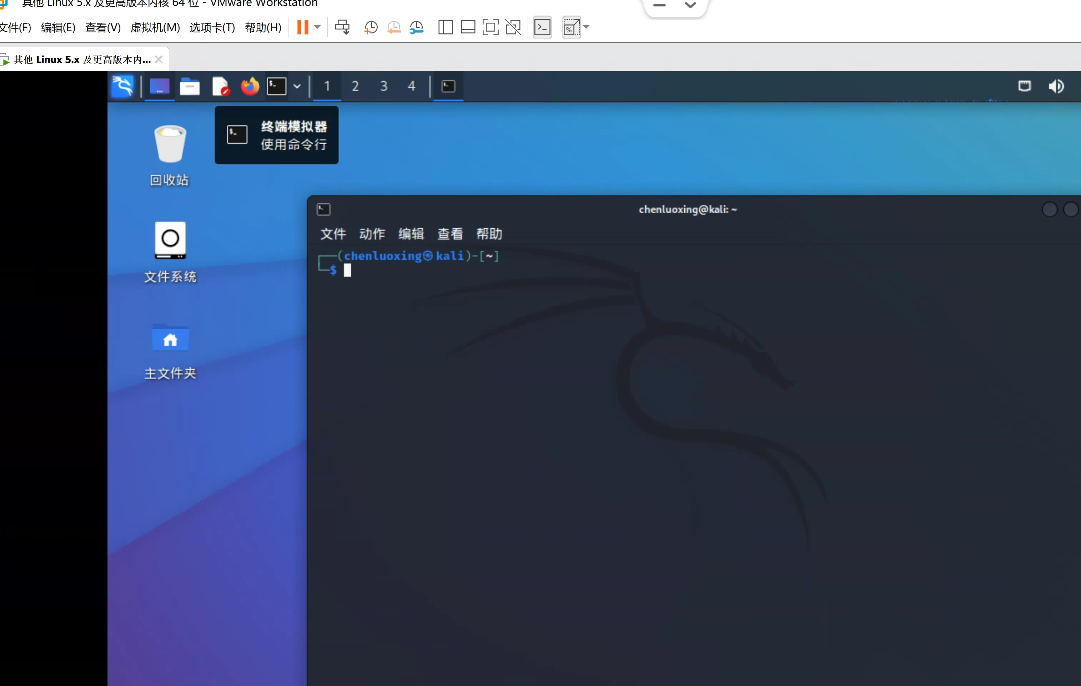 其他 Linux 5.x 及更高版本内核 64 位 - VMware Workstation
文件(F) 编辑(E) 查看(V) 虚拟机(M) 选项卡(T) 帮助(H)
其他 Linux 5.x 及更高版本内...
1 2 3 4
终端模拟器
使用命令行
回收站
文件系统
主文件夹
chenluoxing@kali: ~
文件 动作 编辑 查看 帮助
┌──(chenluoxing㉿kali)-[~]
└─$